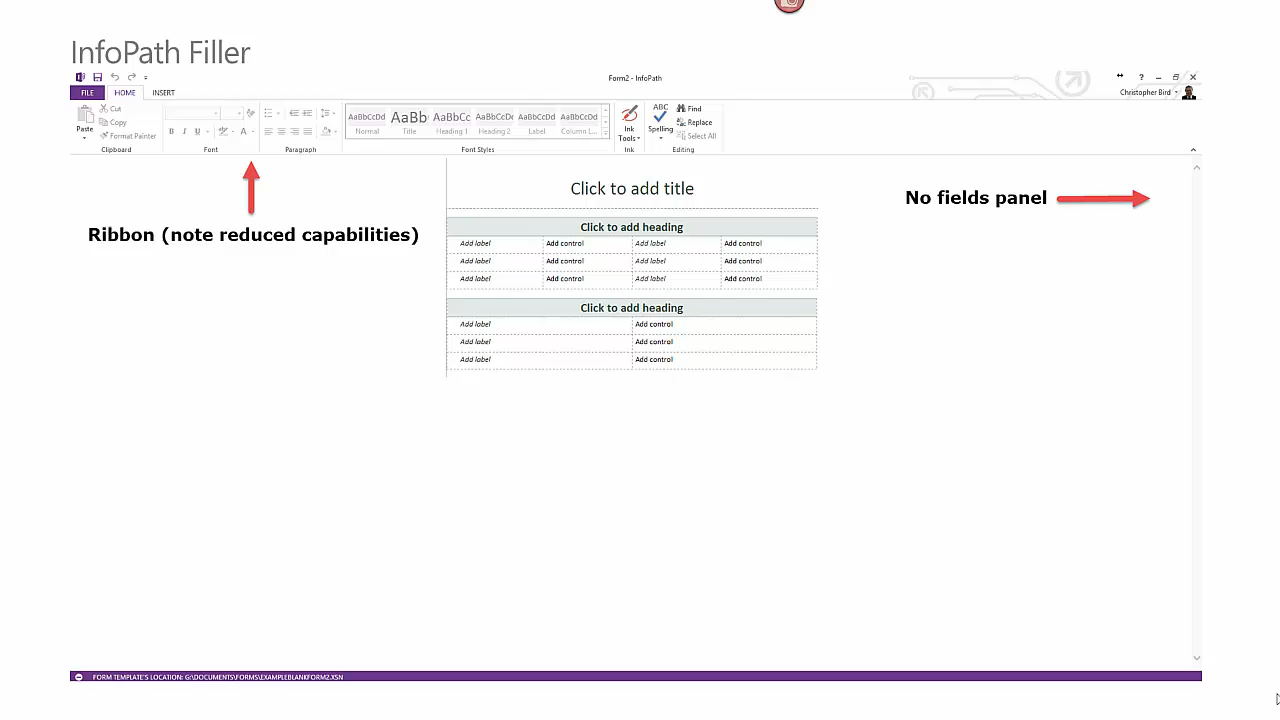 InfoPath Filler
Form2 - InfoPath
?
FILE HOME INSERT
Christopher Bird
Paste
Cut
Copy
Format Painter
Clipboard
B I U A
Font
Paragraph
AaBbCcDd AaBb AaBbCc AaBbCcDd AaBbCcDd AaBbCcDd
Normal Title Heading 1 Heading 2 Label Column L...
Font Styles
Ink
Tools
Ink
ABC
Spelling
Find
Replace
Select All
Editing
Click to add title
No fields panel
Ribbon (note reduced capabilities)
Click to add heading
Add label Add control Add label Add control
Add label Add control Add label Add control
Add label Add control Add label Add control
Click to add heading
Add label Add control
Add label Add control
Add label Add control
FORM TEMPLATE'S LOCATION: G:\DOCUMENTS\FORMS\EXAMPLEBLANKFORM2.XSN